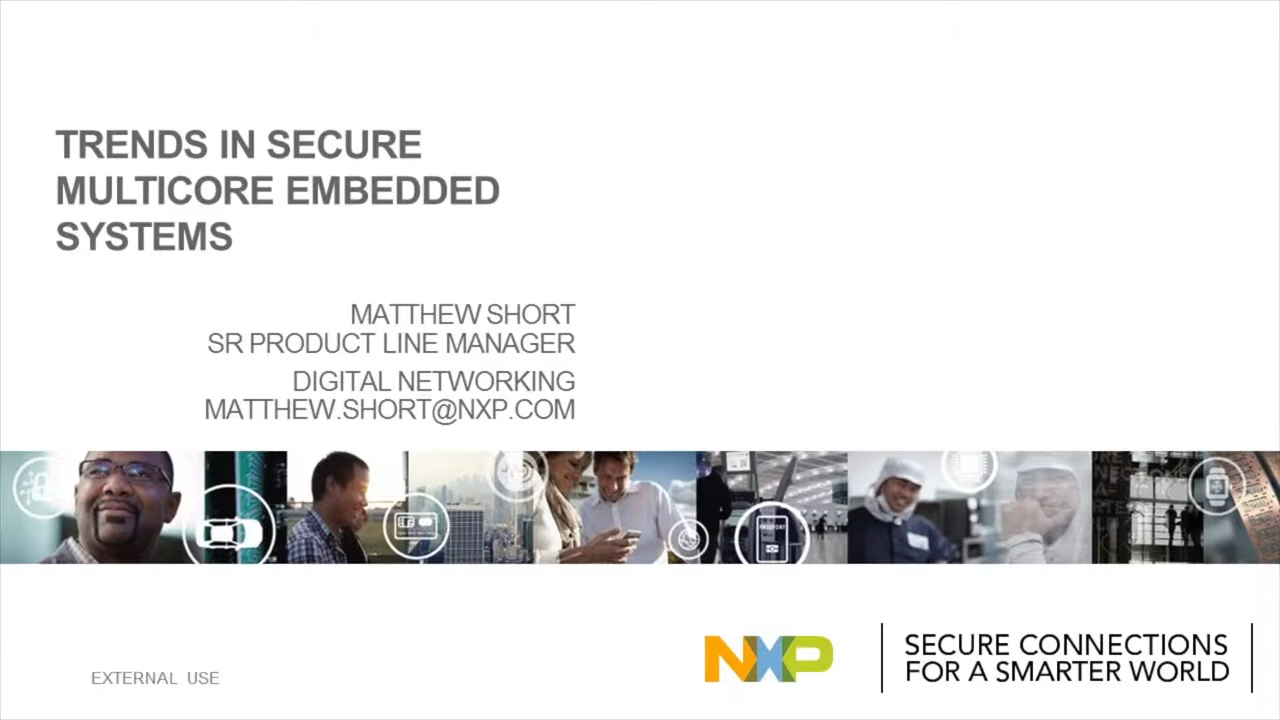 TRENDS IN SECURE
MULTICORE EMBEDDED
SYSTEMS
MATTHEW SHORT
SR PRODUCT LINE MANAGER
DIGITAL NETWORKING
MATTHEW.SHORT@NXP.COM
PASSPORT
EXTERNAL USE
NXP
SECURE CONNECTIONS
FOR A SMARTER WORLD